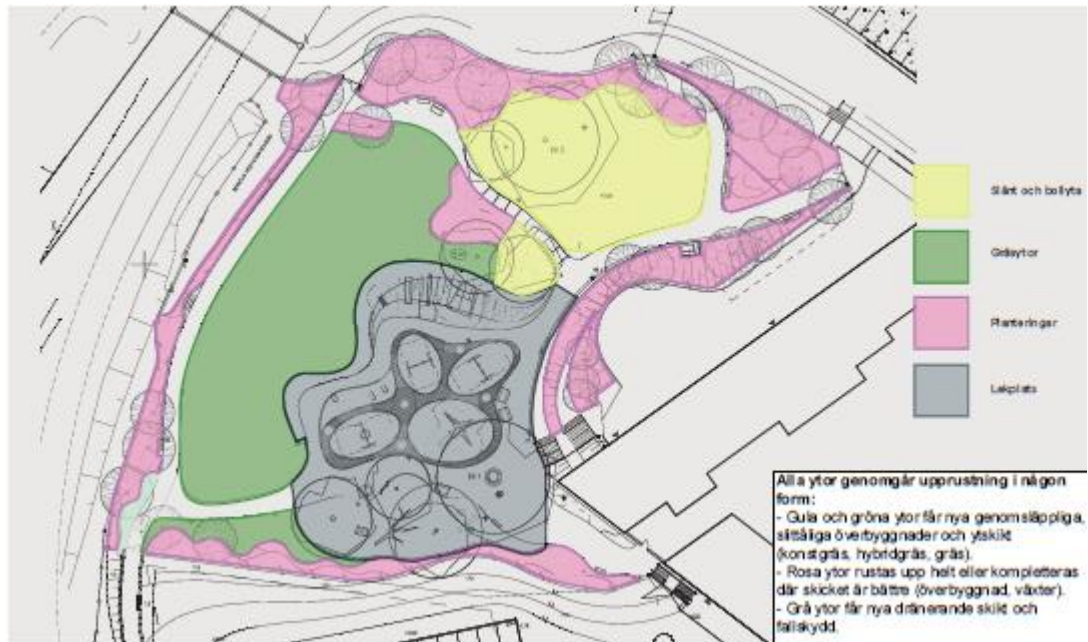 Slänt och bollyta
Gräsytor
Planteringar
Lekplats
Alla ytor genomgår upprustning i någon
form:
- Gula och gröna ytor får nya genomsläppliga,
slittåliga överbyggnader och ytskikt
(konstgräs, hybridgräs, gräs).
- Rosa ytor rustas upp helt eller kompletteras
där skicket är bättre (överbyggnad, växter).
- Grå ytor får nya dränerande skikt och
fallskydd.